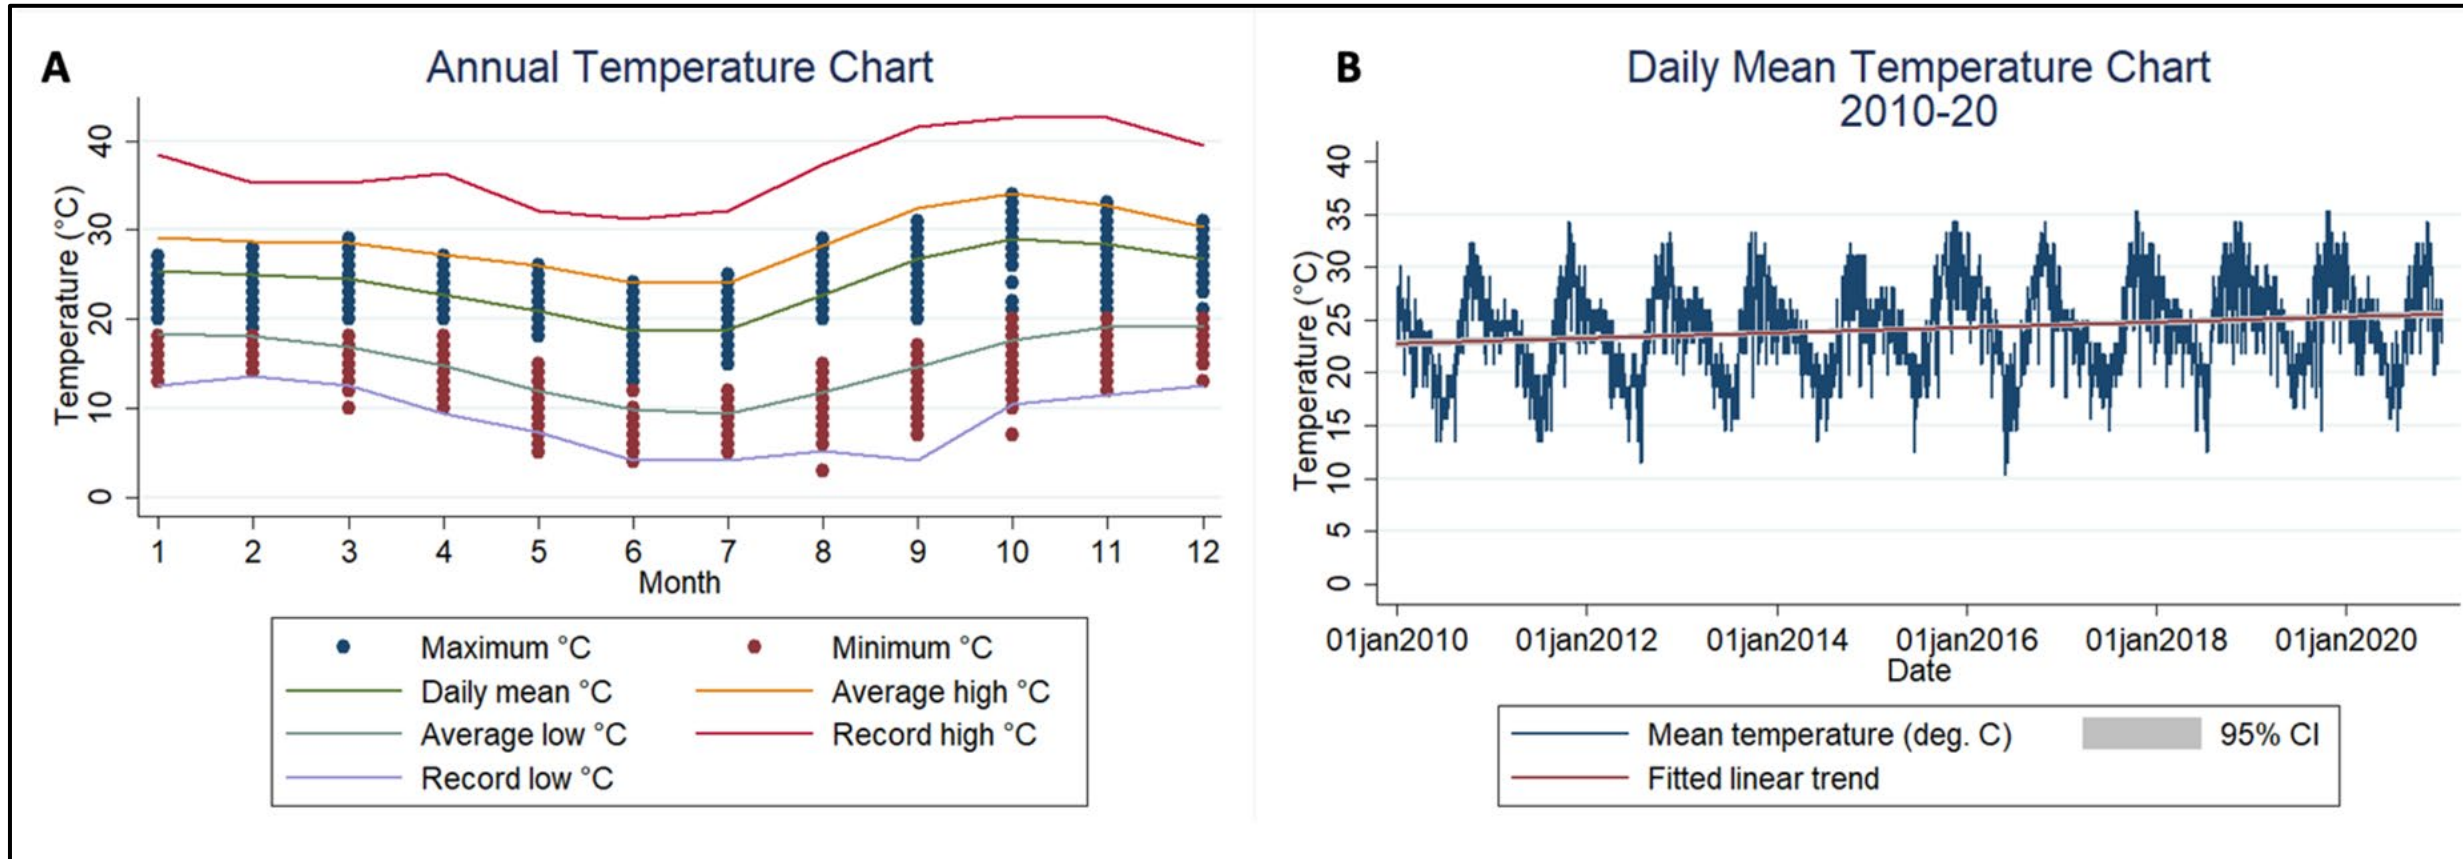 A
Annual Temperature Chart
Temperature (°C)
40
30
20
10
0
1 2 3 4 5 6 7 8 9 10 11 12
Month
Maximum °C
Minimum °C
Daily mean °C
Average high °C
Average low °C
Record high °C
Record low °C
B
Daily Mean Temperature Chart
2010-20
Temperature (°C)
40
35
30
25
20
15
10
5
0
01jan2010 01jan2012 01jan2014 01jan2016 01jan2018 01jan2020
Date
Mean temperature (deg. C)
95% CI
Fitted linear trend